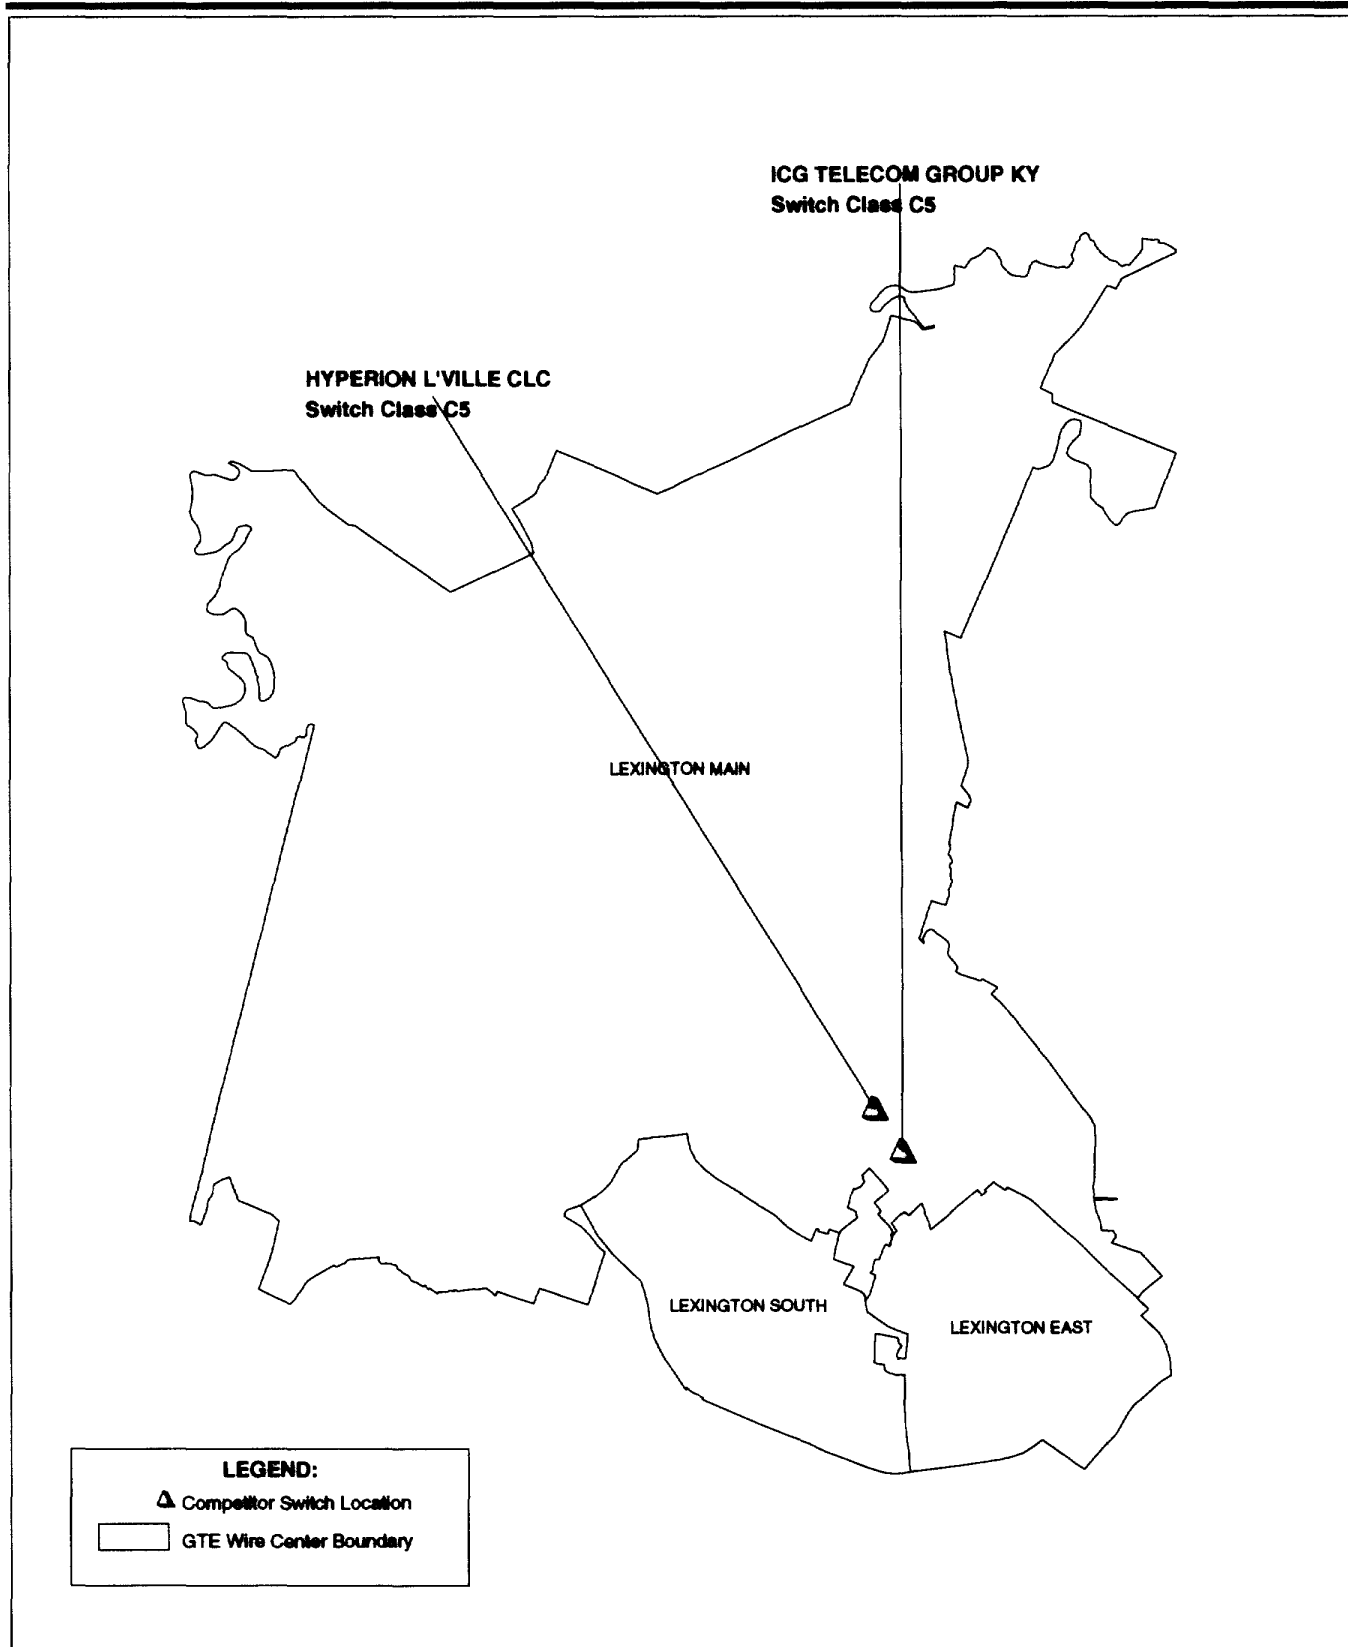 ICG TELECOM GROUP KY
Switch Class C5
HYPERION L'VILLE CLC
Switch Class C5
LEXINGTON MAIN
LEXINGTON SOUTH
LEXINGTON EAST
LEGEND:
Competitor Switch Location
GTE Wire Center Boundary